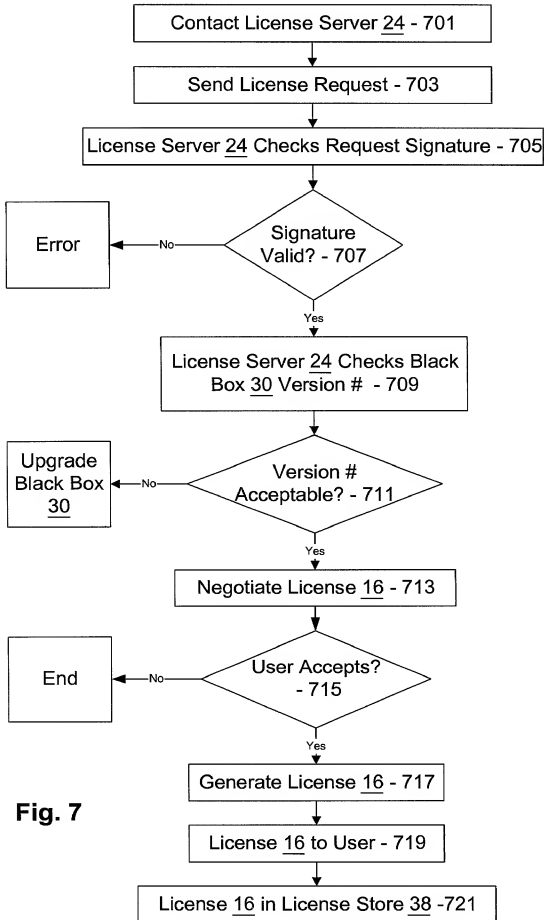 Contact License Server 24 - 701
Send License Request - 703
License Server 24 Checks Request Signature - 705
Signature
Valid? - 707
No
Error
Yes
License Server 24 Checks Black
Box 30 Version # - 709
Version #
Acceptable? - 711
No
Upgrade
Black Box
30
Yes
Negotiate License 16 - 713
User Accepts?
- 715
No
End
Yes
Generate License 16 - 717
Fig. 7
License 16 to User - 719
License 16 in License Store 38 -721